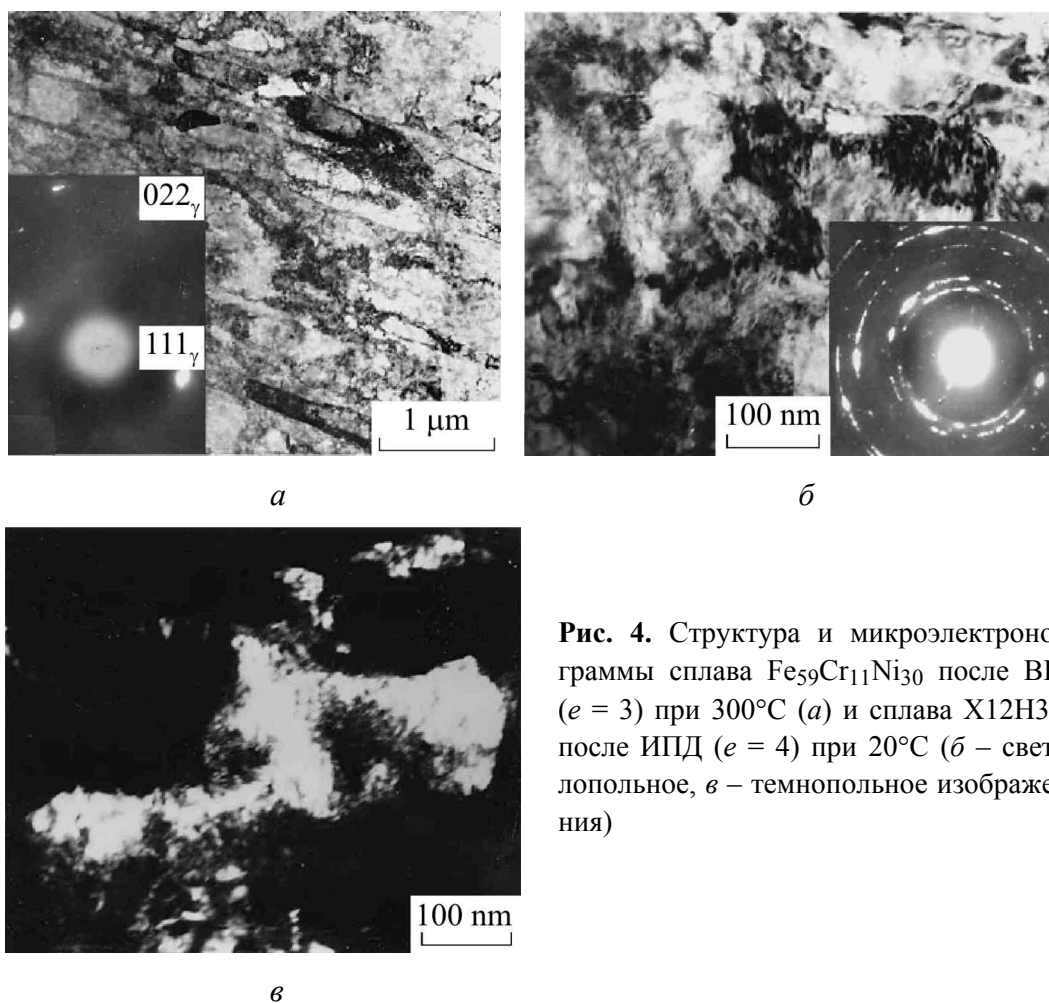 022γ
111γ
1 μm
100 nm
а
б
100 nm
в
Рис. 4. Структура и микроэлектроно
граммы сплава Fe59Cr11Ni30 после
(e = 3) при 300°C (а) и сплава
после ИПД (e = 4) при 20°C (б – свет
лопольное, в – темнопольное изображе
ния)